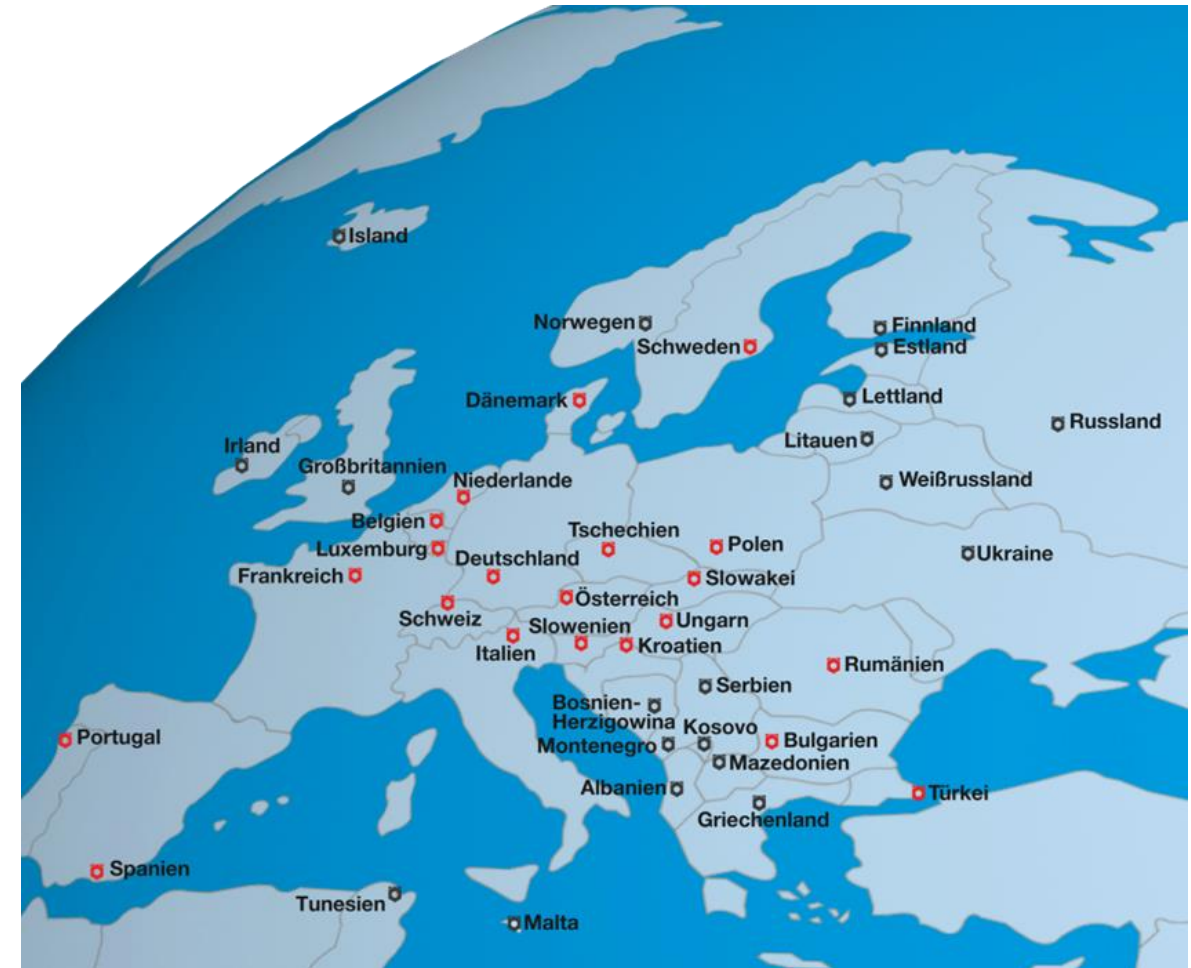 Island
Norwegen
Finnland
Schweden
Estland
Dänemark
Lettland
Russland
Litauen
Irland
Großbritannien
Niederlande
Weißrussland
Belgien
Tschechien
Luxemburg
Polen
Ukraine
Deutschland
Frankreich
Slowakei
Österreich
Schweiz
Slowenien
Ungarn
Italien
Kroatien
Rumänien
Serbien
Bosnien-
Herzigowina
Kosovo
Portugal
Montenegro
Bulgarien
Mazedonien
Albanien
Türkei
Griechenland
Spanien
Tunesien
Malta